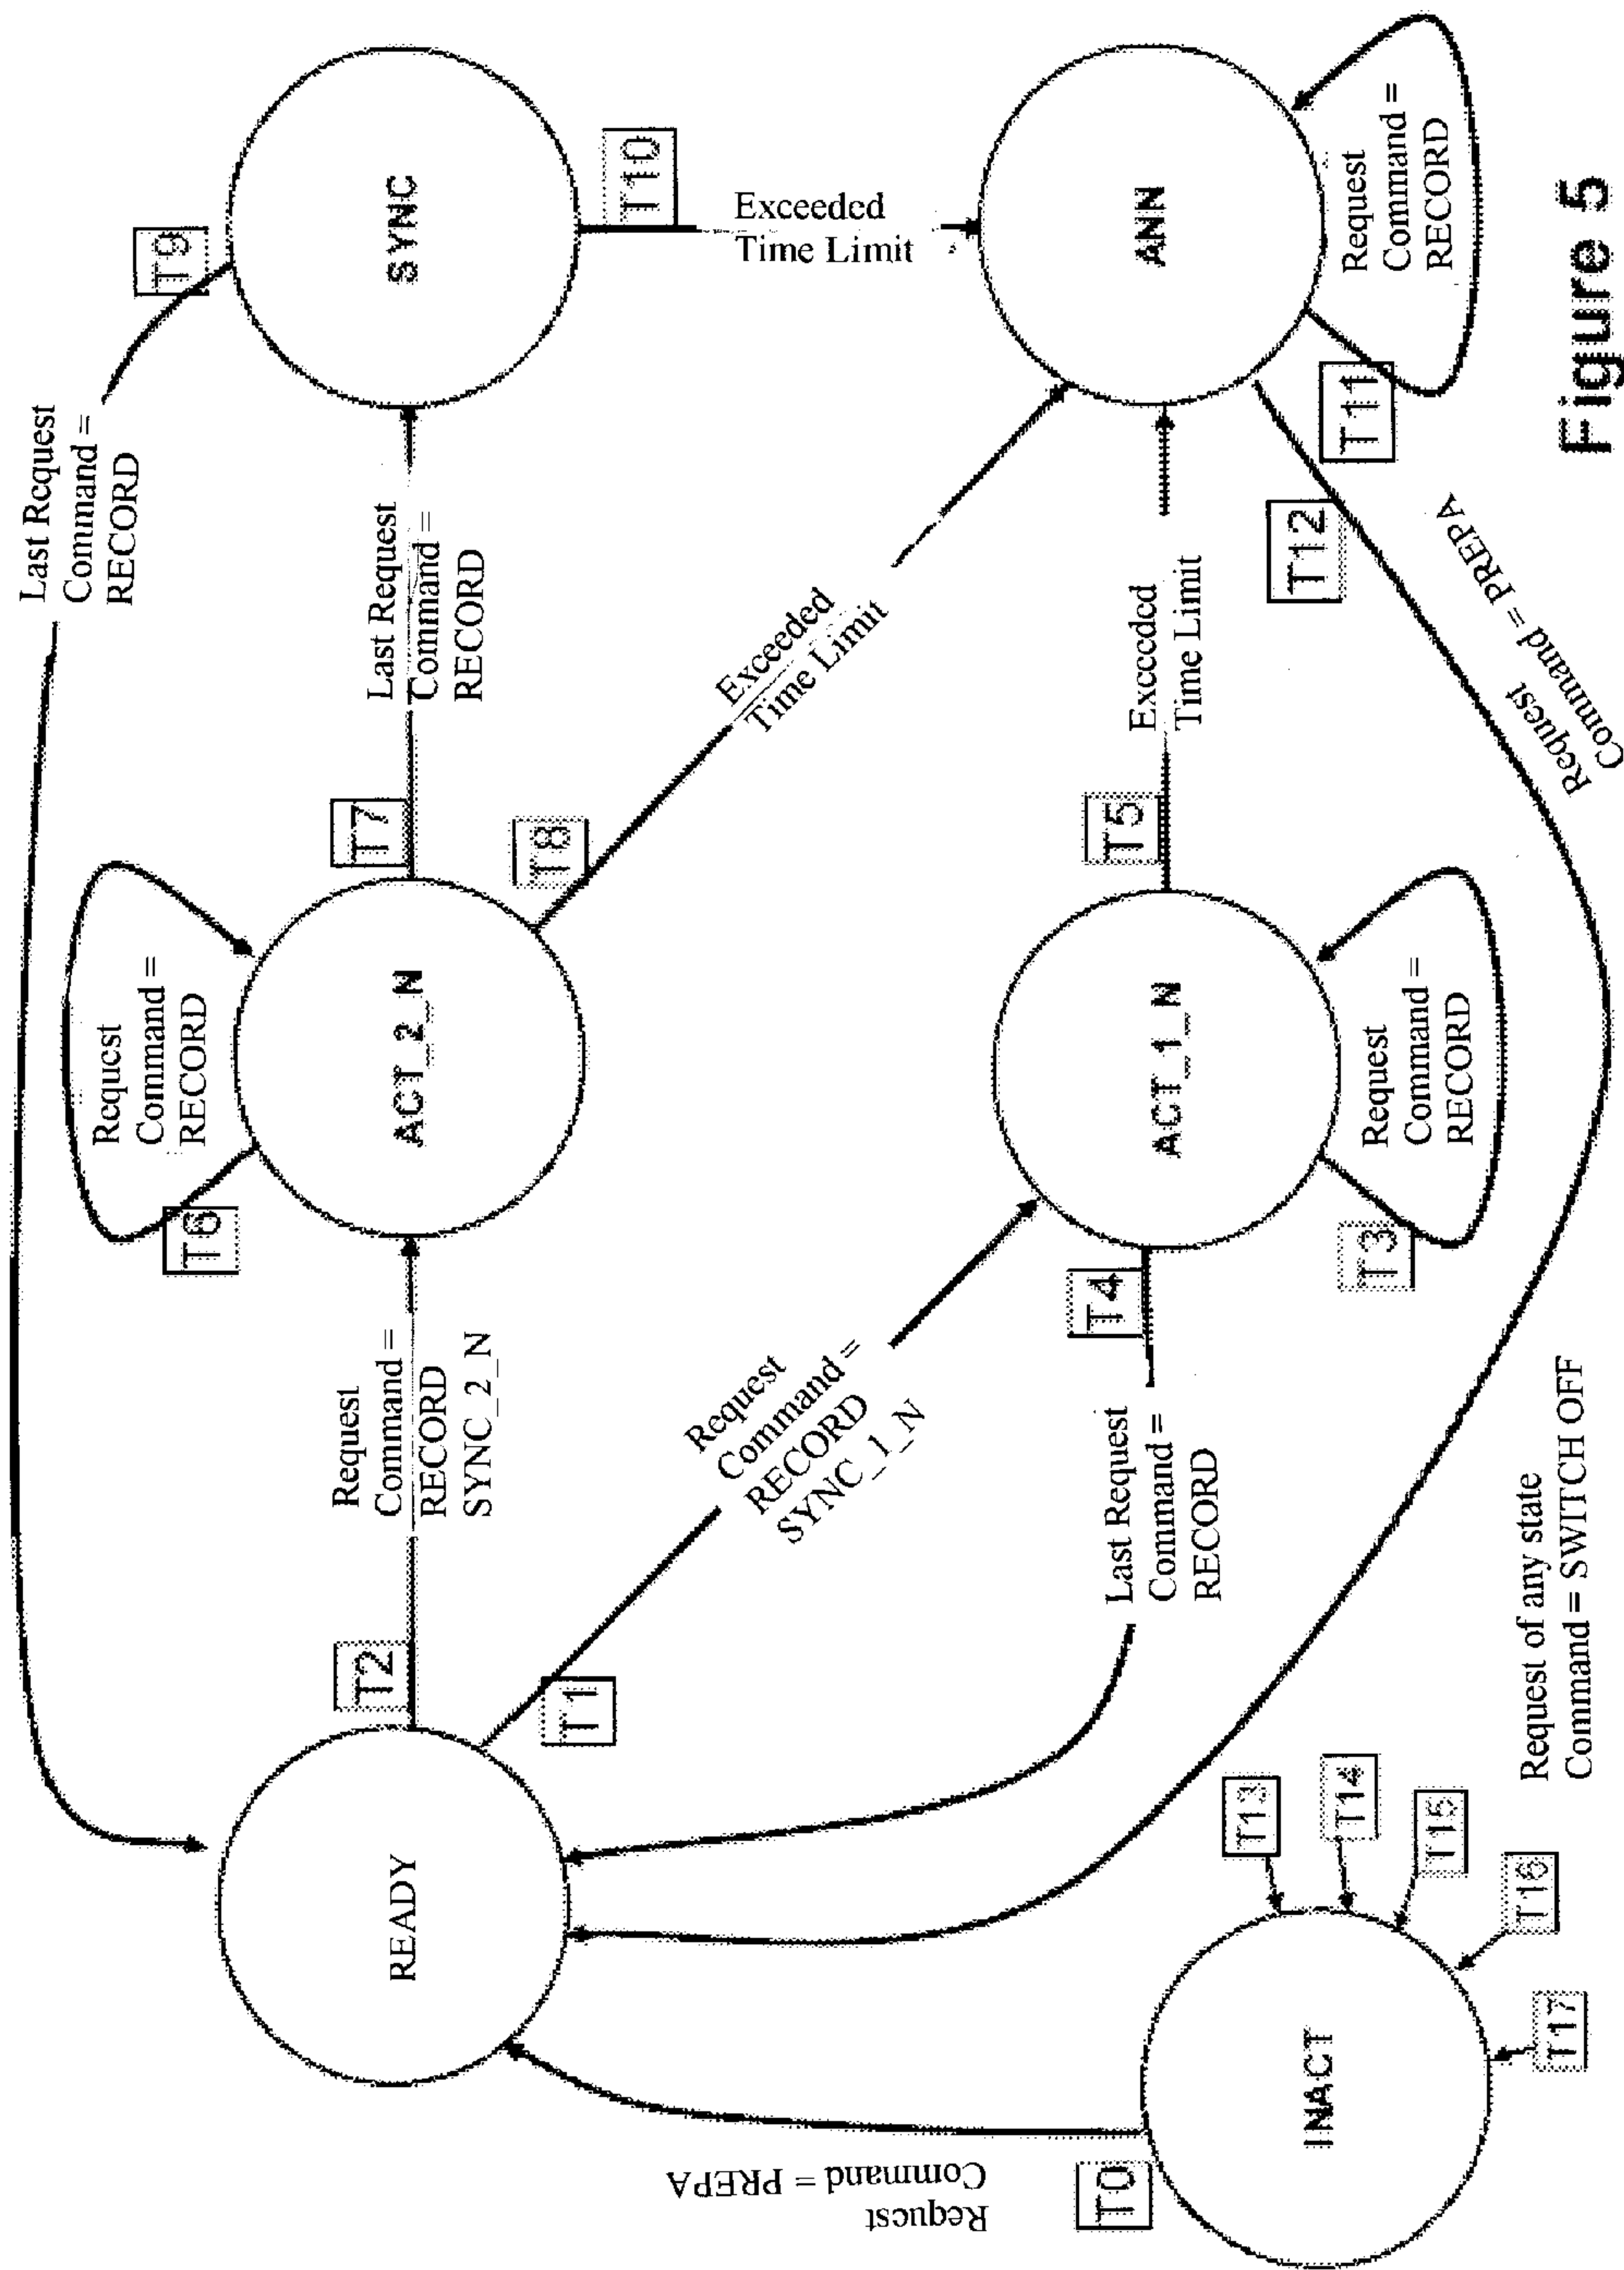 Last Request
Command =
RECORD
T9
SYNC
T10
Exceeded
Time Limit
Request
Command =
RECORD
T6
ACT_2_N
T7
Last Request
Command =
RECORD
T8
Exceeded
Time Limit
READY
T2
Request
Command =
RECORD
SYNC_2_N
T1
Request
Command =
RECORD
SYNC_1_N
ACT_1_N
T4
Last Request
Command =
RECORD
T3
Request
Command =
RECORD
T5
Exceeded
Time Limit
ANN
T11
Request
Command =
RECORD
T12
Request
Command = PREPA
T0
Request
Command = PREPA
INACT
T13
T14
T15
T16
T17
Request of any state
Command = SWITCH OFF
Figure 5